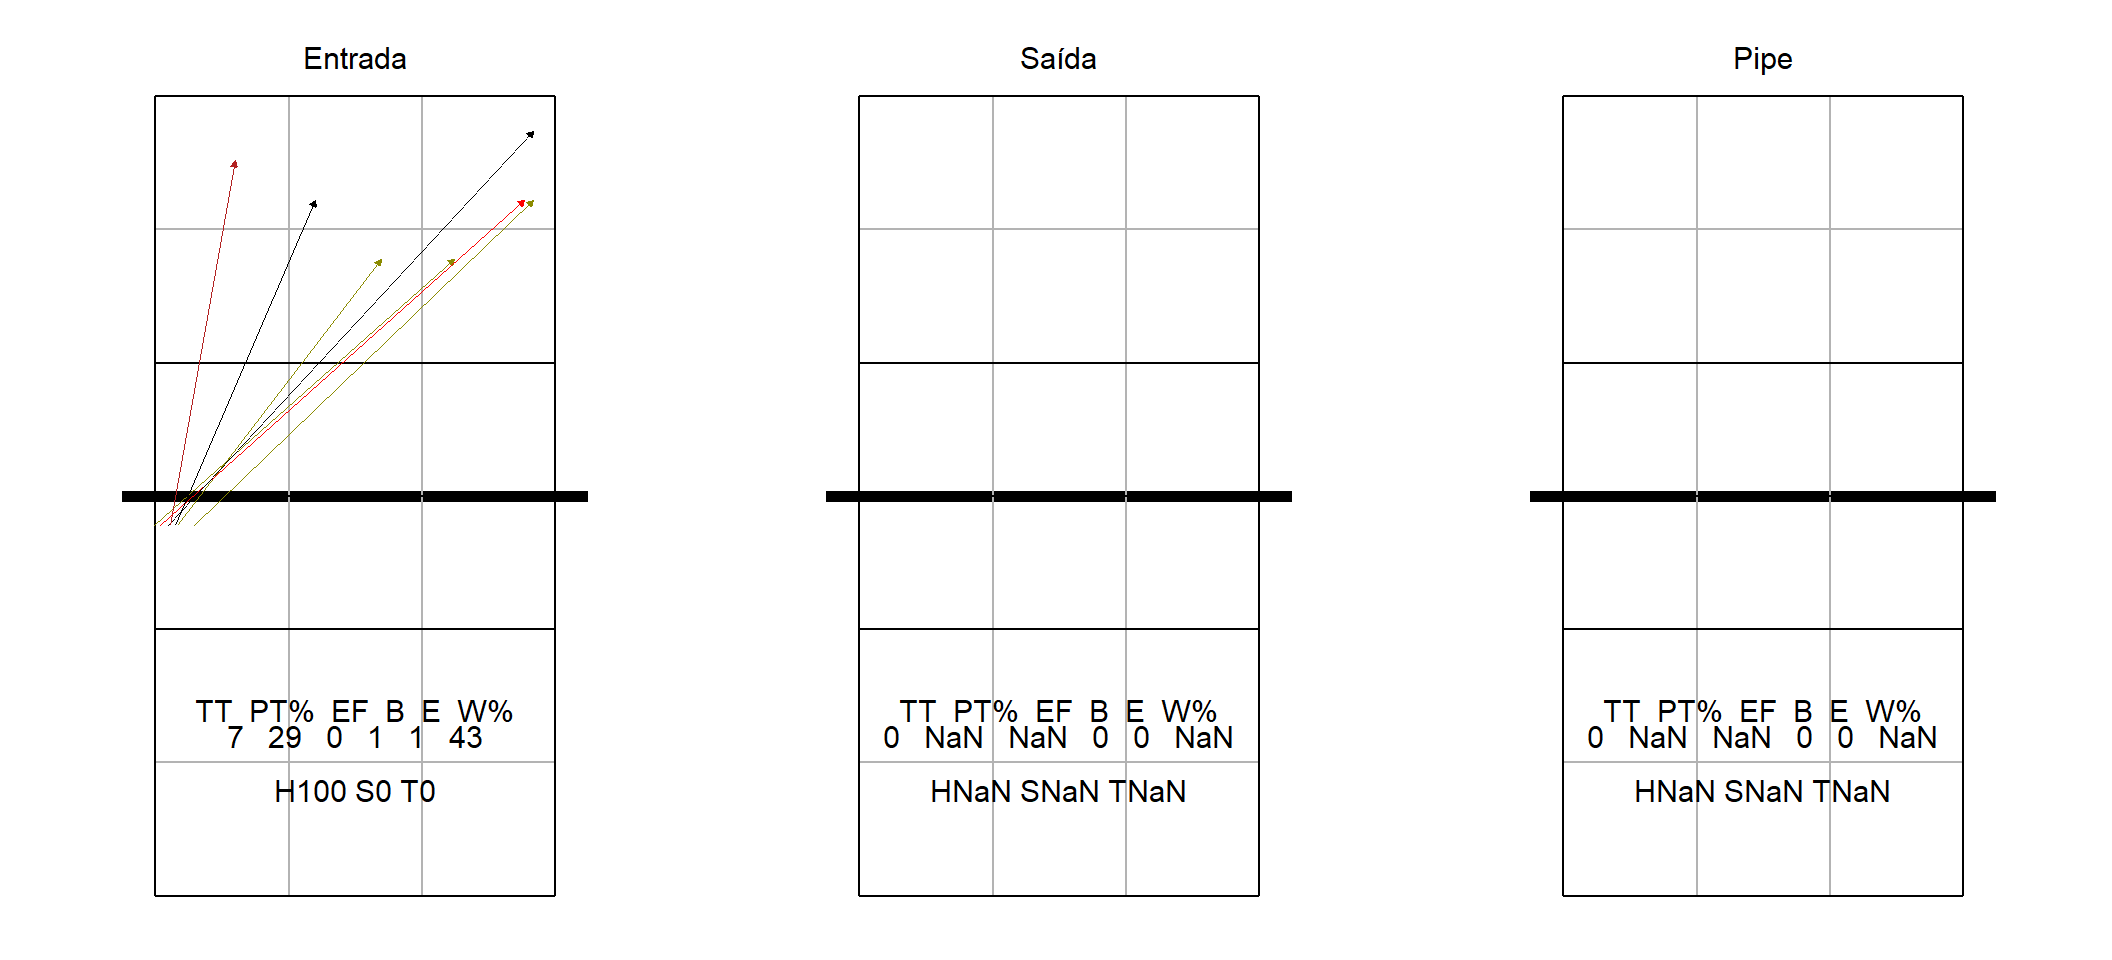 Entrada
TT PT% EF B E W%
7 29 0 1 1 43
H100 S0 T0
Saída
TT PT% EF B E W%
0 NaN NaN 0 0 NaN
HNaN SNaN TNaN
Pipe
TT PT% EF B E W%
0 NaN NaN 0 0 NaN
HNaN SNaN TNaN